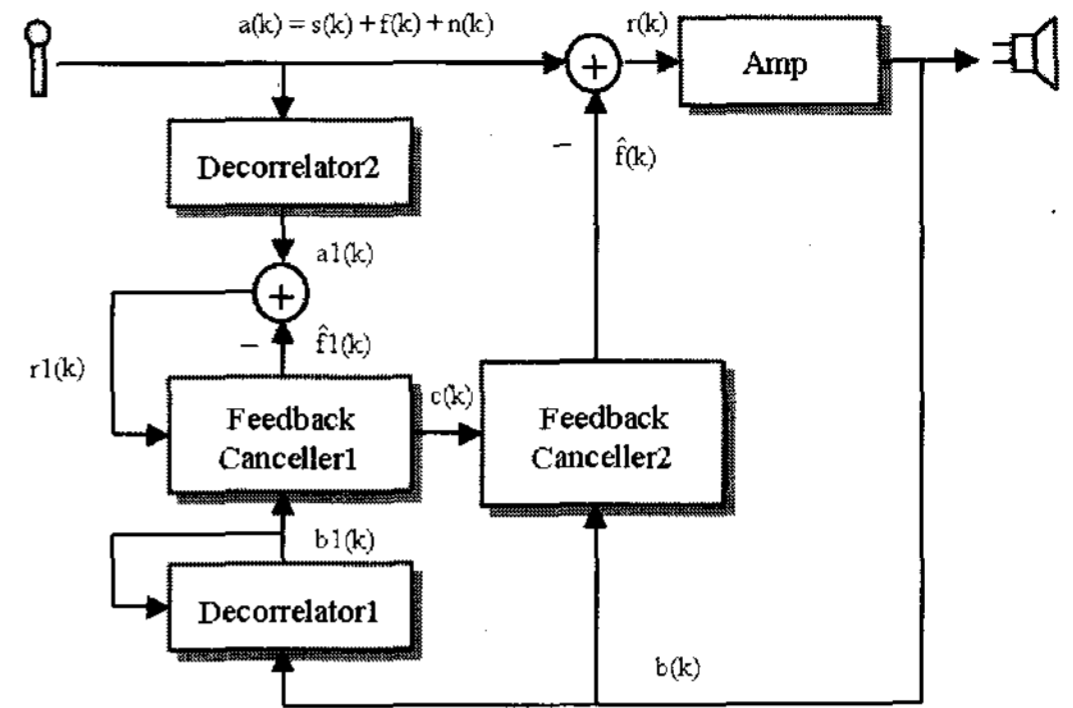 a(k) = s(k) + f(k) + n(k)
r(k)
+
Amp
Decorrelator2
−
f̂(k)
a1(k)
+
−
f̂1(k)
r1(k)
Feedback
Canceller1
c(k)
Feedback
Canceller2
b1(k)
Decorrelator1
b(k)